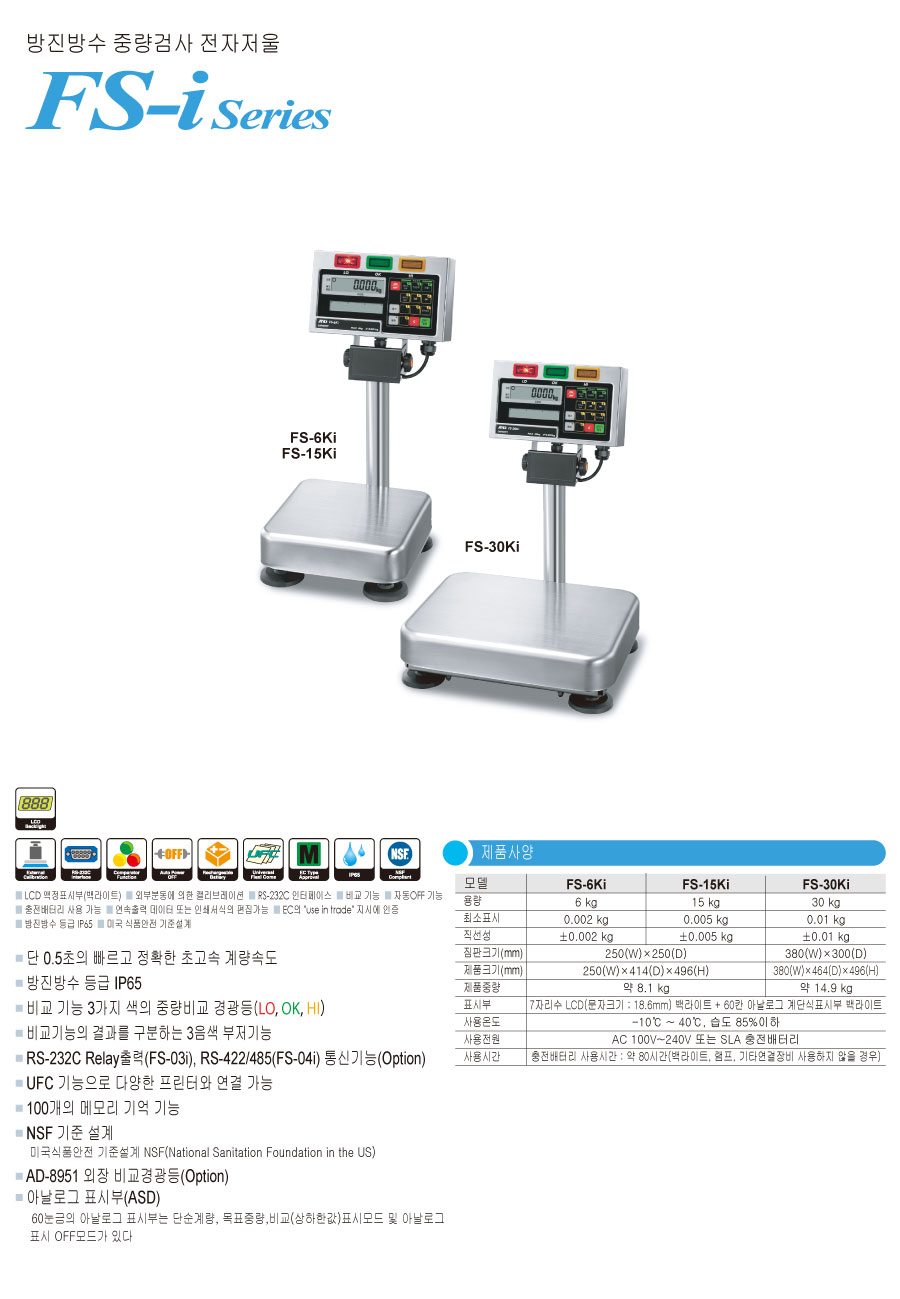 방진방수 중량검사 전자저울
FS-i Series
LO OK HI
0.000kg
FS-6Ki
FS-15Ki
LO OK HI
0.000kg
FS-30Ki
888
LCD
Backlight
External
Calibration
RS-232C
Interface
Comparator
Function
OFF
Auto Power
OFF
Rechargeable
Battery
UFC
Universal
Flexi Coms
M
EC Type
Approval
IP65
NSF
NSF
Compliant
■ LCD 액정표시부(백라이트) ■ 외부분동에 의한 캘리브레이션 ■ RS-232C 인터페이스 ■ 비교 기능 ■ 자동OFF 기능
■ 충전배터리 사용 가능 ■ 연속출력 데이터 또는 인쇄서식의 편집가능 ■ EC의 "use in trade" 지시에 인증
■ 방진방수 등급 IP65 ■ 미국 식품안전 기준설계
■ 단 0.5초의 빠르고 정확한 초고속 계량속도
■ 방진방수 등급 IP65
■ 비교 기능 3가지 색의 중량비교 경광등(LO, OK, HI)
■ 비교기능의 결과를 구분하는 3음색 부저기능
■ RS-232C Relay출력(FS-03i), RS-422/485(FS-04i) 통신기능(Option)
■ UFC 기능으로 다양한 프린터와 연결 가능
■ 100개의 메모리 기억 기능
■ NSF 기준 설계
미국식품안전 기준설계 NSF(National Sanitation Foundation in the US)
■ AD-8951 외장 비교경광등(Option)
■ 아날로그 표시부(ASD)
60눈금의 아날로그 표시부는 단순계량, 목표중량,비교(상하한값)표시모드 및 아날로그
표시 OFF모드가 있다
제품사양
모델 FS-6Ki FS-15Ki FS-30Ki
용량 6 kg 15 kg 30 kg
최소표시 0.002 kg 0.005 kg 0.01 kg
직선성 ±0.002 kg ±0.005 kg ±0.01 kg
짐판크기(mm) 250(W)×250(D) 380(W)×300(D)
제품크기(mm) 250(W)×414(D)×496(H) 380(W)×464(D)×496(H)
제품중량 약 8.1 kg 약 14.9 kg
표시부 7자리수 LCD(문자크기 : 18.6mm) 백라이트 + 60칸 아날로그 계단식표시부 백라이트
사용온도 -10℃ ~ 40℃, 습도 85%이하
사용전원 AC 100V~240V 또는 SLA 충전배터리
사용시간 충전배터리 사용시간 : 약 80시간(백라이트, 램프, 기타연결장비 사용하지 않을 경우)